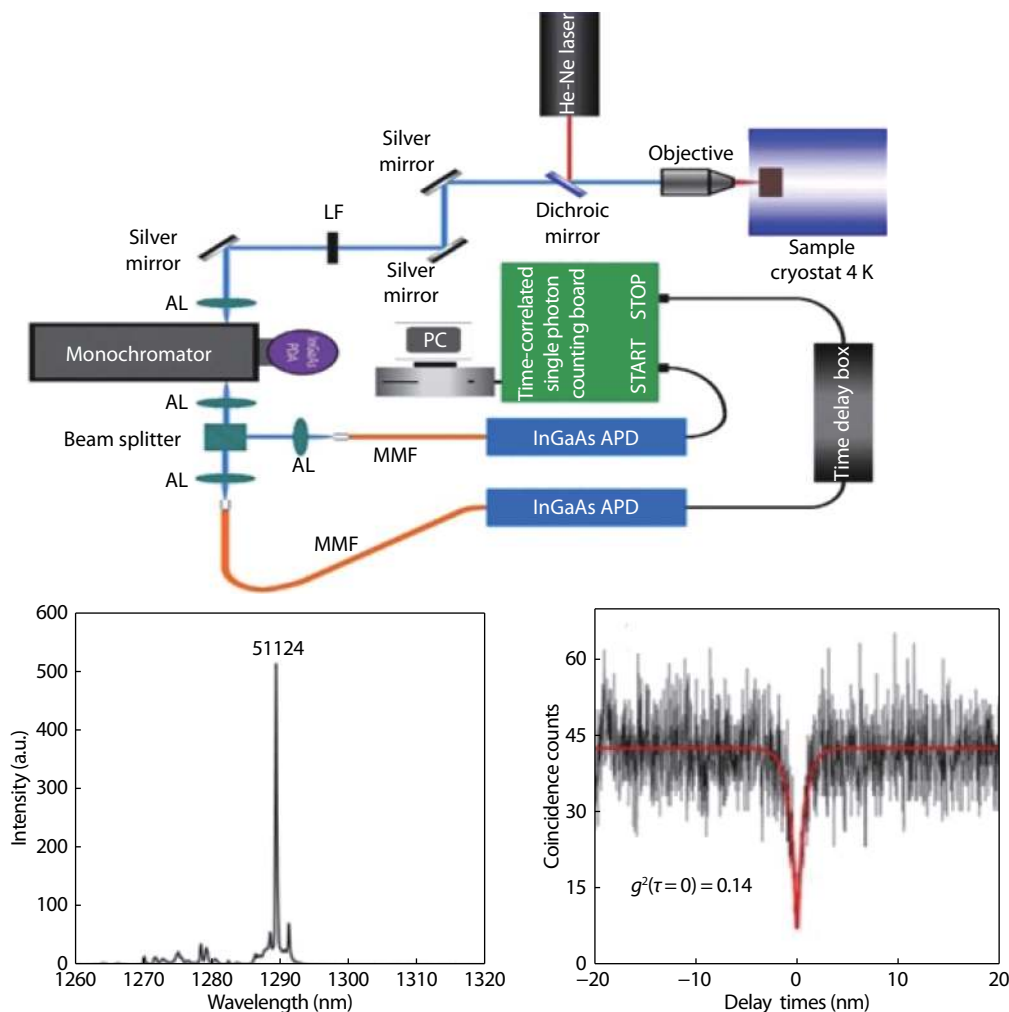 He-Ne laser
Silver
mirror
Objective
LF
Dichroic
mirror
Silver
mirror
Silver
mirror
Sample
cryostat 4 K
AL
Monochromator
InGaAs
PDA
PC
Time-correlated
single photon
counting board
START STOP
Time delay box
AL
Beam splitter
AL
MMF
InGaAs APD
AL
InGaAs APD
MMF
600
500
400
300
200
100
0
Intensity (a.u.)
51124
1260 1270 1280 1290 1300 1310 1320
Wavelength (nm)
60
45
30
15
0
Coincidence counts
g²(τ = 0) = 0.14
−20 −10 0 10 20
Delay times (nm)